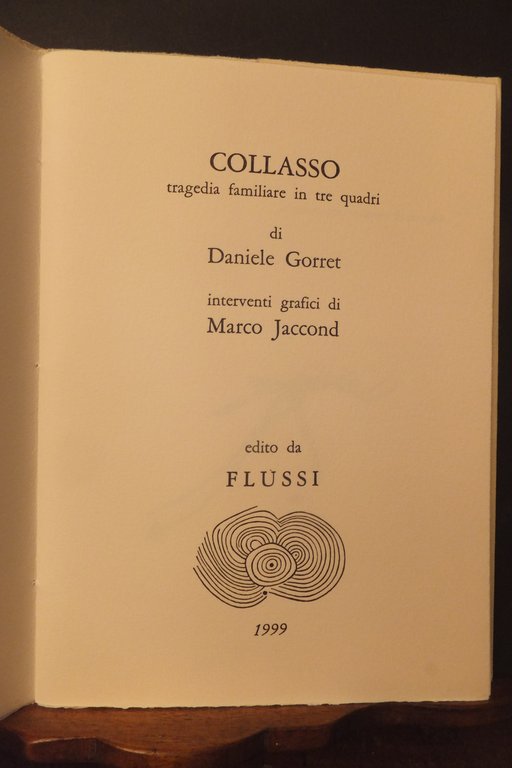 COLLASSO
tragedia familiare in tre quadri
di
Daniele Gorret
interventi grafici di
Marco Jaccond
edito da
FLUSSI
1999